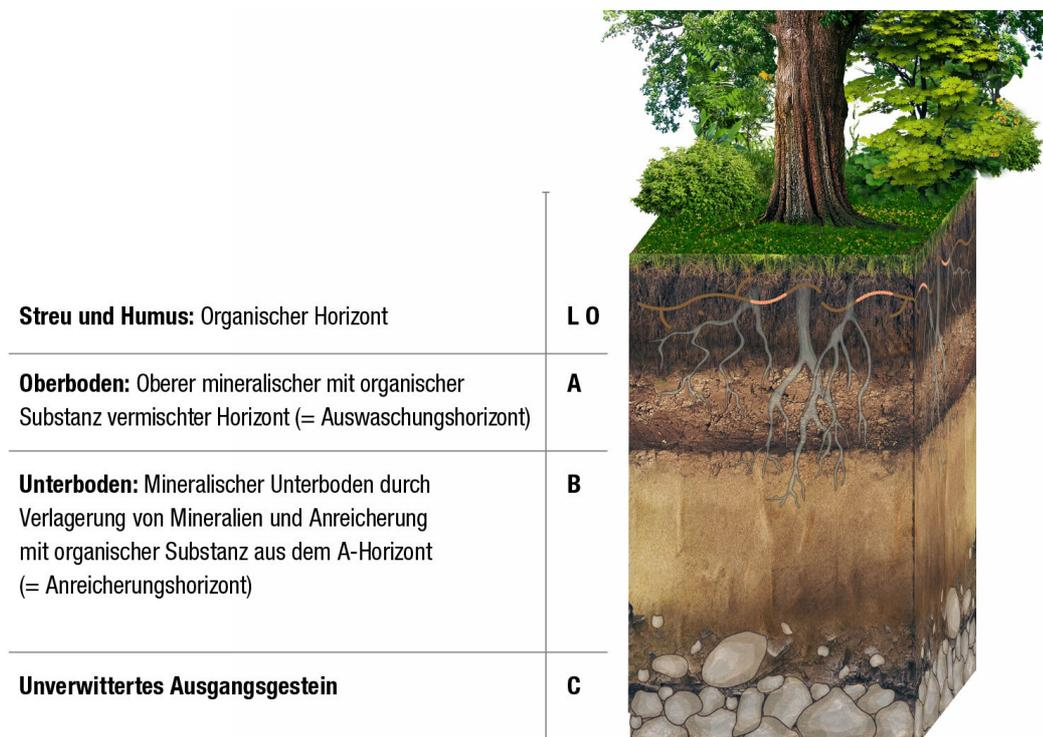 Streu und Humus: Organischer Horizont
L O
Oberboden: Oberer mineralischer mit organischer
Substanz vermischter Horizont (= Auswaschungshorizont)
A
Unterboden: Mineralischer Unterboden durch
Verlagerung von Mineralien und Anreicherung
mit organischer Substanz aus dem A-Horizont
(= Anreicherungshorizont)
B
Unverwittertes Ausgangsgestein
C